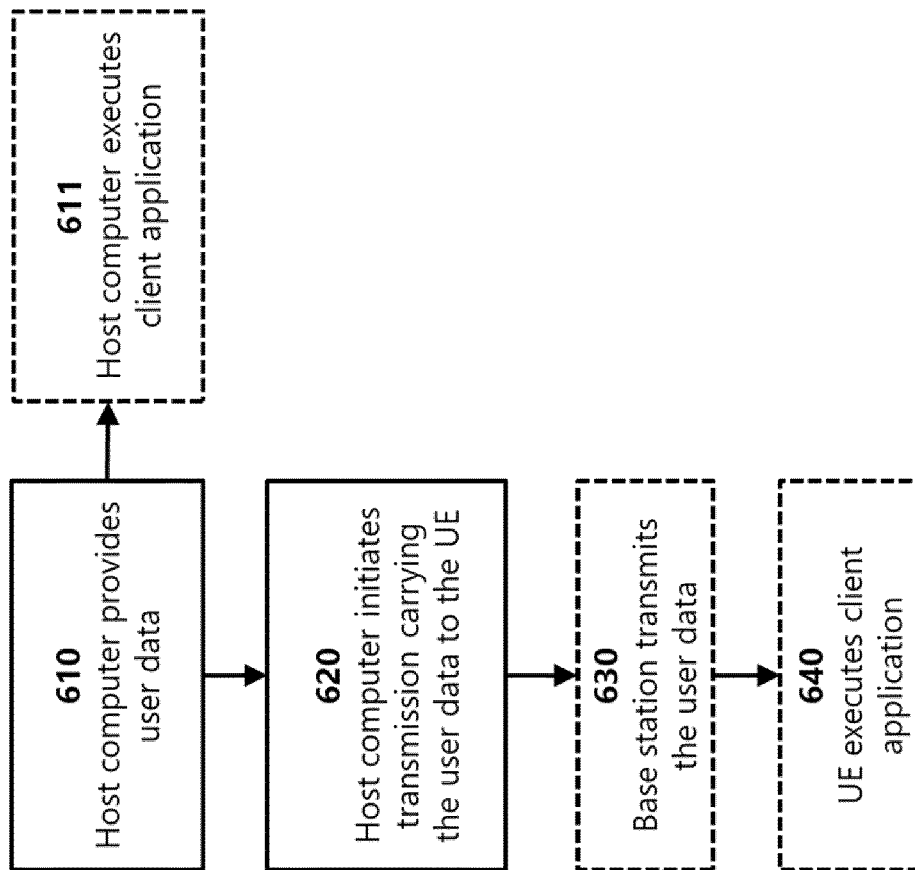 610
Host computer provides
user data
611
Host computer executes
client application
620
Host computer initiates
transmission carrying
the user data to the UE
630
Base station transmits
the user data
640
UE executes client
application